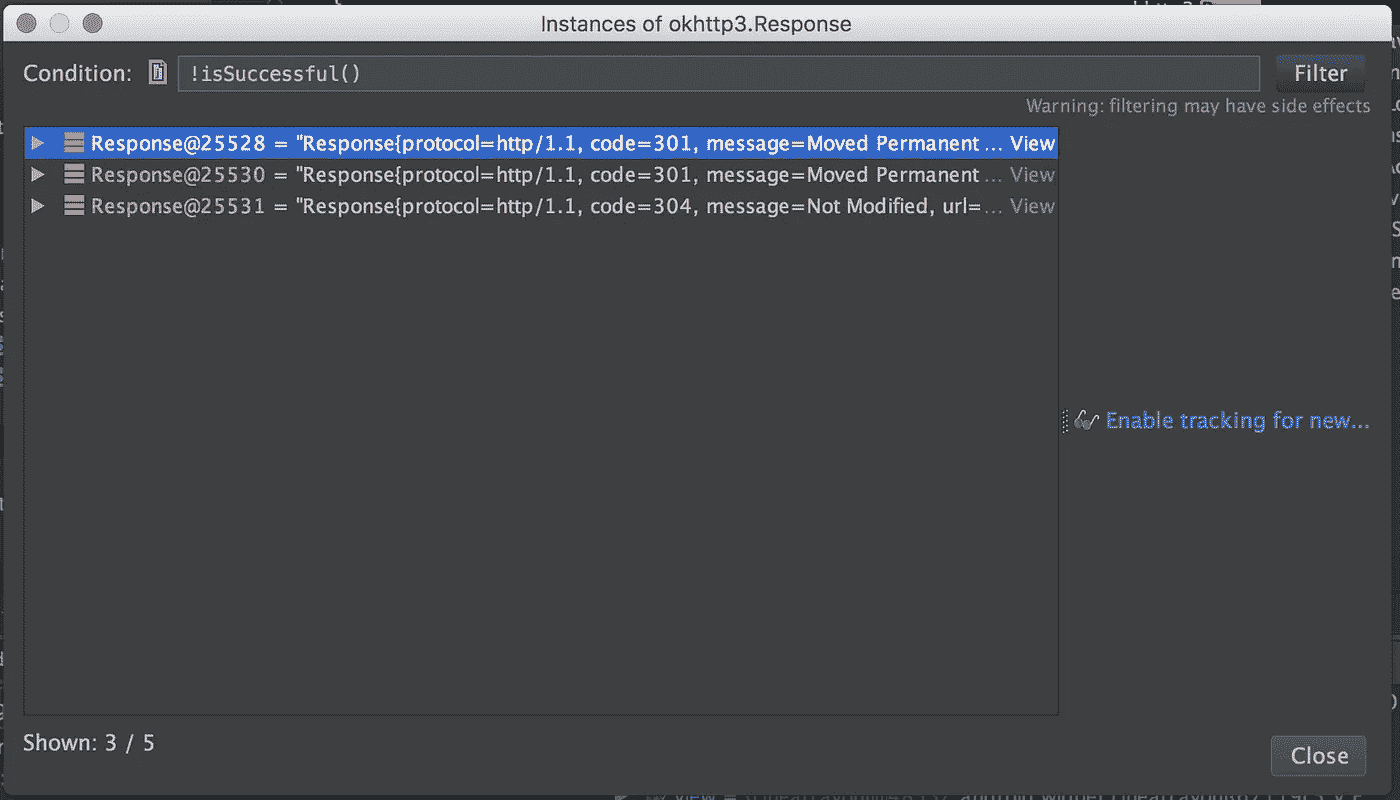 Instances of okhttp3.Response
Condition: !isSuccessful() Filter
Warning: filtering may have side effects
Response@25528 = "Response{protocol=http/1.1, code=301, message=Moved Permanent ... View
Response@25530 = "Response{protocol=http/1.1, code=301, message=Moved Permanent ... View
Response@25531 = "Response{protocol=http/1.1, code=304, message=Not Modified, url=... View
Enable tracking for new...
Shown: 3 / 5
Close